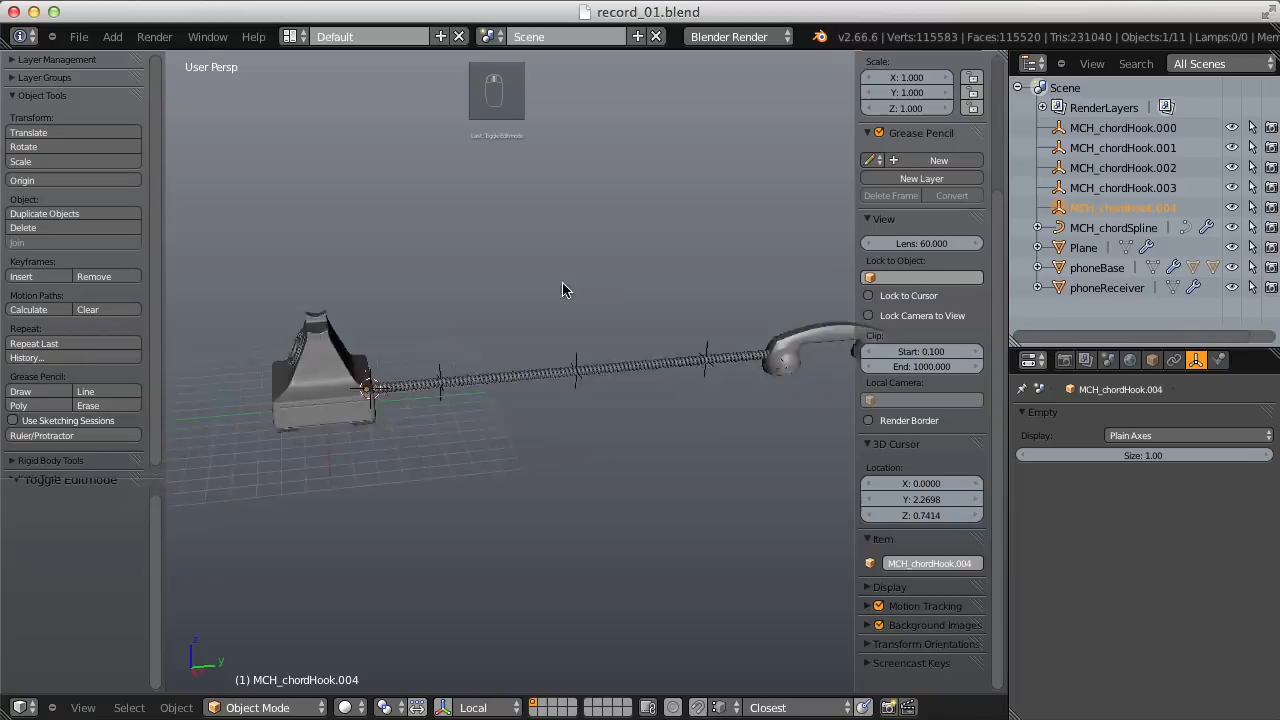 record_01.blend
File Add Render Window Help Default Scene Blender Render v2.66.6 | Verts:115583 | Faces:115520 | Tris:231040 | Objects:1/11 | Lamps:0/0 | Mem
Layer Management
Layer Groups
Object Tools
Transform:
Translate
Rotate
Scale
Origin
Object:
Duplicate Objects
Delete
Join
Keyframes:
Insert Remove
Motion Paths:
Calculate Clear
Repeat:
Repeat Last
History...
Grease Pencil:
Draw Line
Poly Erase
Use Sketching Sessions
Ruler/Protractor
Rigid Body Tools
Toggle Editmode
User Persp
Last: Toggle Editmode
z
y
(1) MCH_chordHook.004
Scale:
X: 1.000
Y: 1.000
Z: 1.000
Grease Pencil
New
New Layer
Delete Frame Convert
View
Lens: 60.000
Lock to Object:
Lock to Cursor
Lock Camera to View
Clip:
Start: 0.100
End: 1000.000
Local Camera:
Render Border
3D Cursor
Location:
X: 0.0000
Y: 2.2698
Z: 0.7414
Item
MCH_chordHook.004
Display
Motion Tracking
Background Images
Transform Orientations
Screencast Keys
View Search All Scenes
Scene
RenderLayers
MCH_chordHook.000
MCH_chordHook.001
MCH_chordHook.002
MCH_chordHook.003
MCH_chordHook.004
MCH_chordSpline
Plane
phoneBase
phoneReceiver
MCH_chordHook.004
Empty
Display: Plain Axes
Size: 1.00
View Select Object Object Mode Local Closest